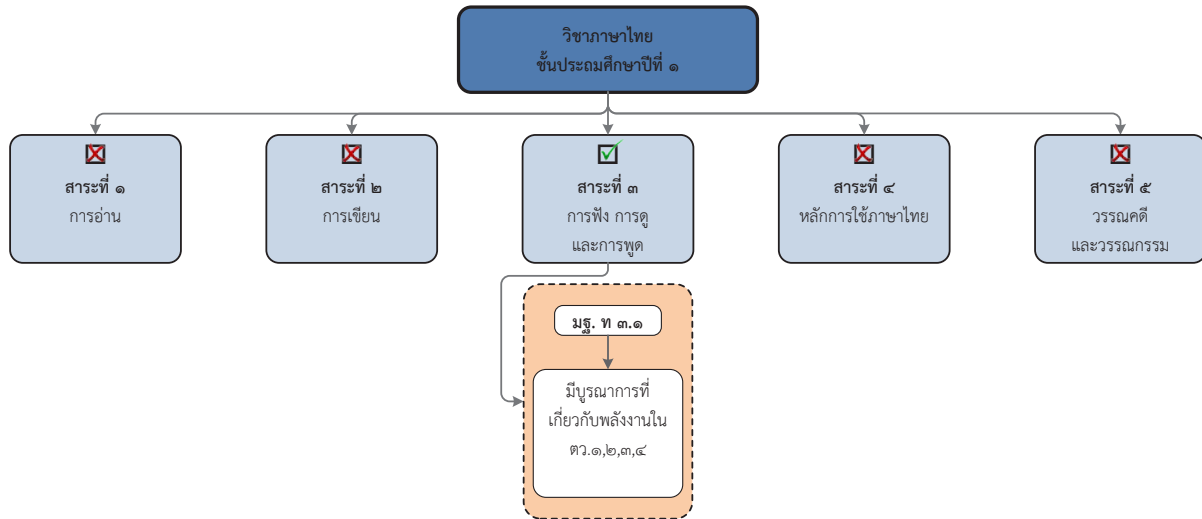 วิชาภาษาไทย
ชั้นประถมศึกษาปีที่ ๑
สาระที่ ๑
การอ่าน
สาระที่ ๒
การเขียน
สาระที่ ๓
การฟัง การดู
และการพูด
สาระที่ ๔
หลักการใช้ภาษาไทย
สาระที่ ๕
วรรณคดี
และวรรณกรรม
มฐ. ท ๓.๑
มีบูรณาการที่
เกี่ยวกับพลังงานใน
ตว.๑,๒,๓,๔